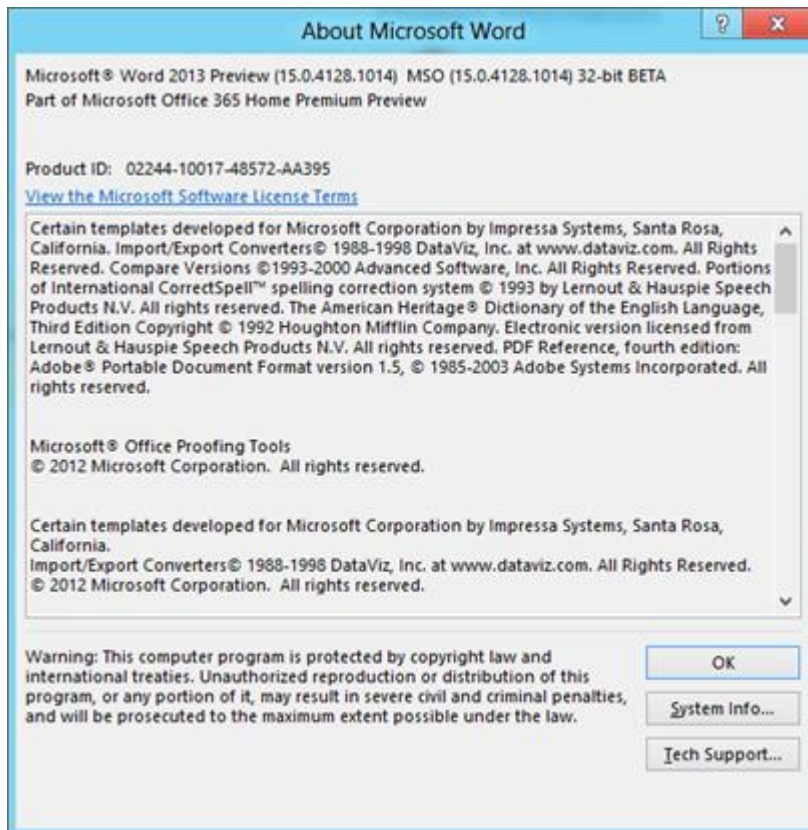 About Microsoft Word
?
Microsoft® Word 2013 Preview (15.0.4128.1014) MSO (15.0.4128.1014) 32-bit BETA
Part of Microsoft Office 365 Home Premium Preview
Product ID: 02244-10017-48572-AA395
View the Microsoft Software License Terms
Certain templates developed for Microsoft Corporation by Impressa Systems, Santa Rosa,
California. Import/Export Converters© 1988-1998 DataViz, Inc. at www.dataviz.com. All Rights
Reserved. Compare Versions ©1993-2000 Advanced Software, Inc. All Rights Reserved. Portions
of International CorrectSpell™ spelling correction system © 1993 by Lernout & Hauspie Speech
Products N.V. All rights reserved. The American Heritage® Dictionary of the English Language,
Third Edition Copyright © 1992 Houghton Mifflin Company. Electronic version licensed from
Lernout & Hauspie Speech Products N.V. All rights reserved. PDF Reference, fourth edition:
Adobe® Portable Document Format version 1.5, © 1985-2003 Adobe Systems Incorporated. All
rights reserved.
Microsoft® Office Proofing Tools
© 2012 Microsoft Corporation. All rights reserved.
Certain templates developed for Microsoft Corporation by Impressa Systems, Santa Rosa,
California.
Import/Export Converters© 1988-1998 DataViz, Inc. at www.dataviz.com. All Rights Reserved.
© 2012 Microsoft Corporation. All rights reserved.
Warning: This computer program is protected by copyright law and
international treaties. Unauthorized reproduction or distribution of this
program, or any portion of it, may result in severe civil and criminal penalties,
and will be prosecuted to the maximum extent possible under the law.
OK
System Info...
Tech Support...